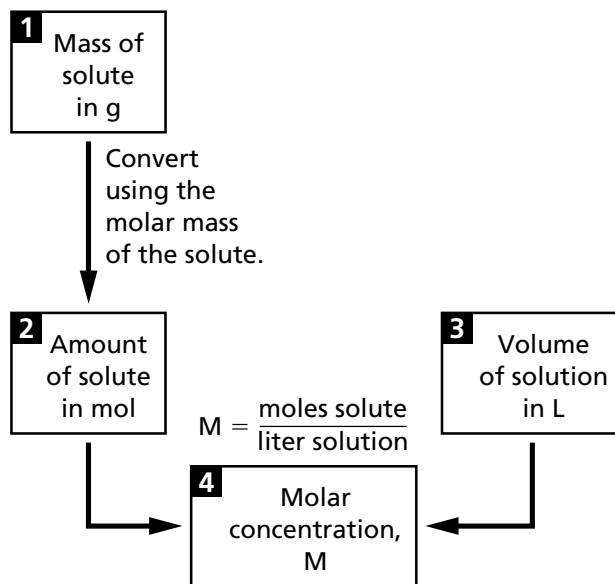 1
Mass of
solute
in g
Convert
using the
molar mass
of the solute.
2
Amount
of solute
in mol
3
Volume
of solution
in L
M = moles solute
liter solution
4
Molar
concentration,
M